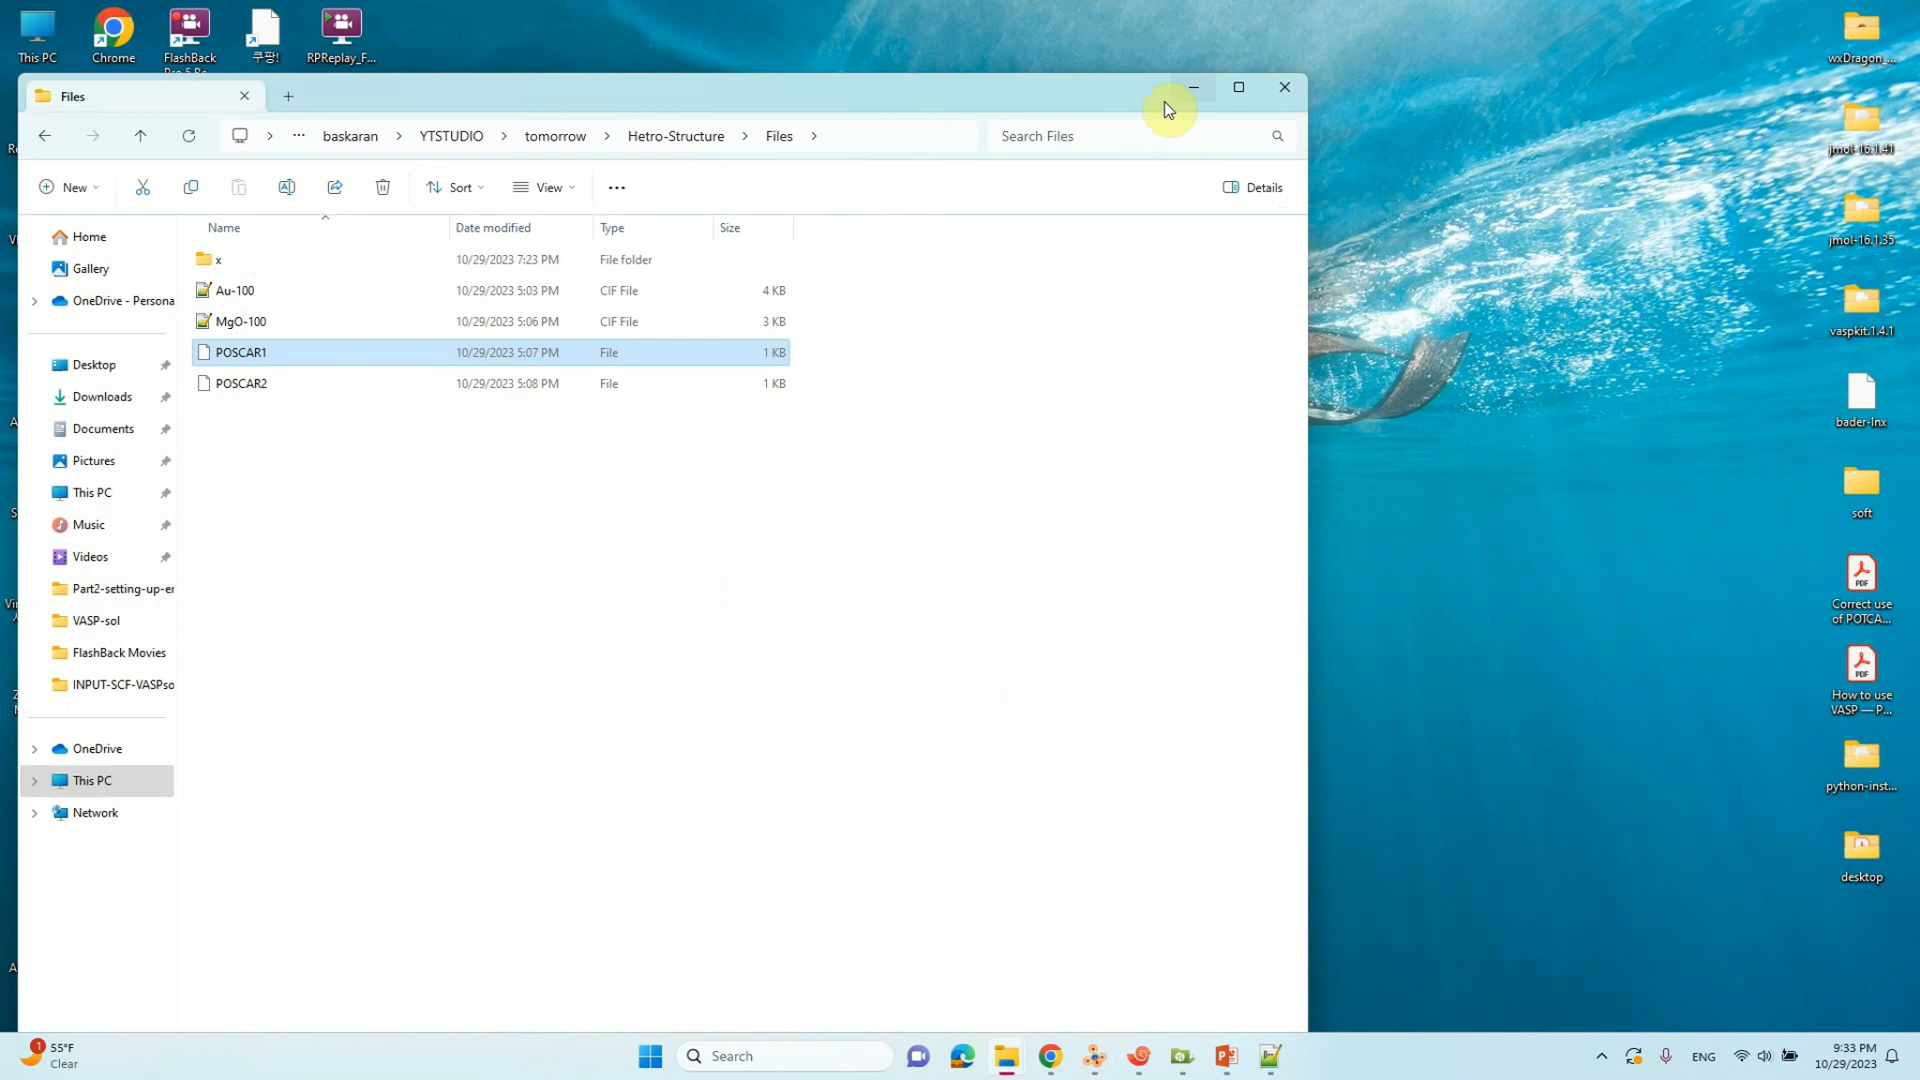 This PC
Chrome
FlashBack
쿠팡!
RPReplay_F...
wxDragon_...
Files
baskaran
YTSTUDIO
tomorrow
Hetro-Structure
Files
Search Files
jmol-16.1.41
New
Sort
View
Details
Name
Date modified
Type
Size
Home
x
10/29/2023 7:23 PM
File folder
jmol-16.1.35
Gallery
Au-100
10/29/2023 5:03 PM
CIF File
4 KB
OneDrive - Persona
MgO-100
10/29/2023 5:06 PM
CIF File
3 KB
vaspkit.1.4.1
POSCAR1
10/29/2023 5:07 PM
File
1 KB
Desktop
POSCAR2
10/29/2023 5:08 PM
File
1 KB
Downloads
bader-lnx
Documents
Pictures
This PC
soft
Music
Videos
Part2-setting-up-er
PDF
Correct use
of POTCA...
VASP-sol
FlashBack Movies
INPUT-SCF-VASPso
PDF
How to use
VASP — P...
OneDrive
This PC
python-inst...
Network
desktop
1
55°F
Clear
Search
ENG
9:33 PM
10/29/2023